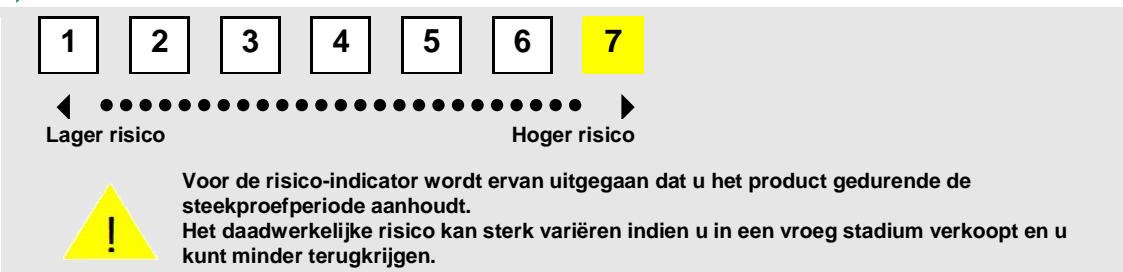 1 2 3 4 5 6 7
Lager risico Hoger risico
Voor de risico-indicator wordt ervan uitgegaan dat u het product gedurende de
steekproefperiode aanhoudt.
Het daadwerkelijke risico kan sterk variëren indien u in een vroeg stadium verkoopt en u
kunt minder terugkrijgen.
!